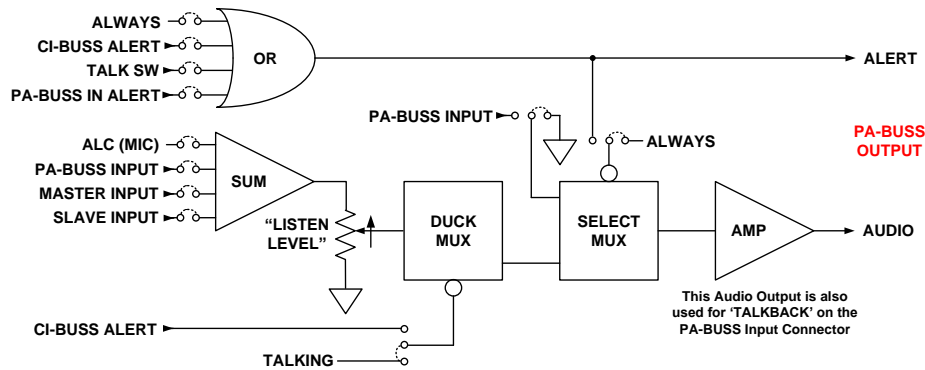 ALWAYS
CI-BUSS ALERT
TALK SW
PA-BUSS IN ALERT
OR
ALERT
PA-BUSS INPUT
ALWAYS
PA-BUSS
OUTPUT
ALC (MIC)
PA-BUSS INPUT
MASTER INPUT
SLAVE INPUT
SUM
“LISTEN
LEVEL”
DUCK
MUX
SELECT
MUX
AMP
AUDIO
This Audio Output is also
used for ‘TALKBACK’ on the
PA-BUSS Input Connector
CI-BUSS ALERT
TALKING